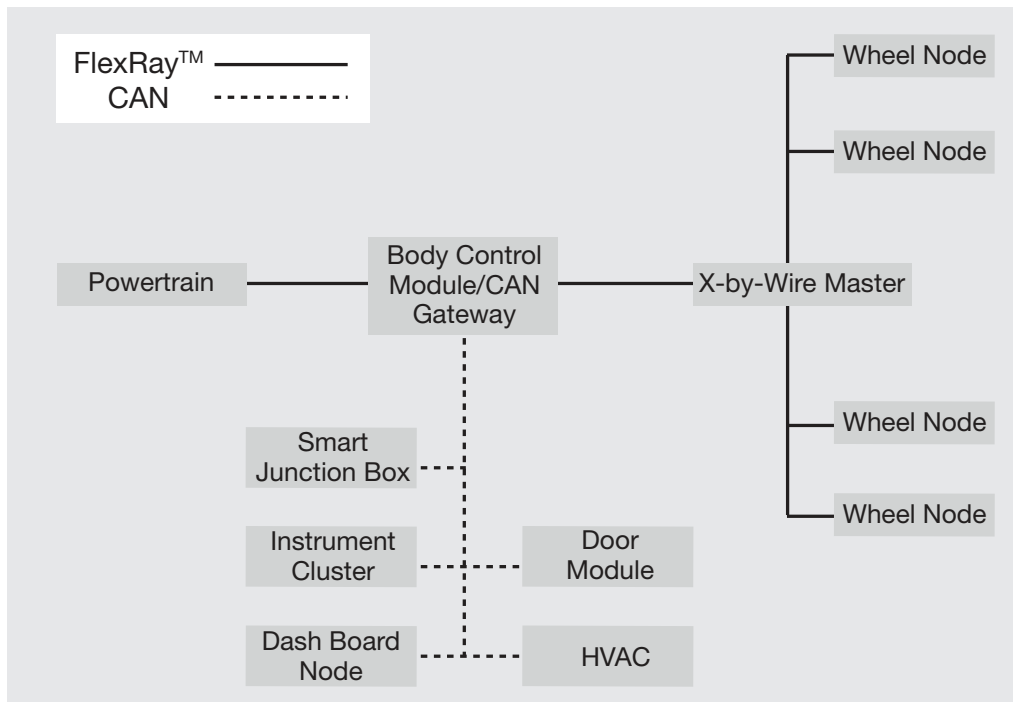 FlexRay™
CAN
Wheel Node
Wheel Node
Powertrain
Body Control
Module/CAN
Gateway
X-by-Wire Master
Wheel Node
Wheel Node
Smart
Junction Box
Instrument
Cluster
Door
Module
Dash Board
Node
HVAC